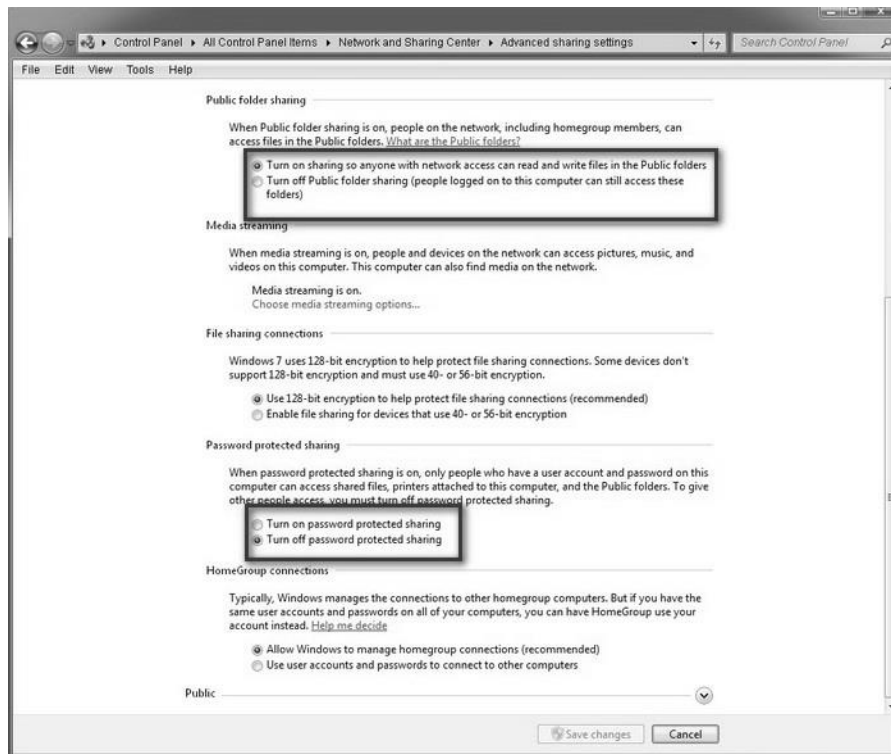 Control Panel ▸ All Control Panel Items ▸ Network and Sharing Center ▸ Advanced sharing settings
Search Control Panel
File Edit View Tools Help
Public folder sharing
When Public folder sharing is on, people on the network, including homegroup members, can
access files in the Public folders. What are the Public folders?
Turn on sharing so anyone with network access can read and write files in the Public folders
Turn off Public folder sharing (people logged on to this computer can still access these
folders)
Media streaming
When media streaming is on, people and devices on the network can access pictures, music, and
videos on this computer. This computer can also find media on the network.
Media streaming is on.
Choose media streaming options...
File sharing connections
Windows 7 uses 128-bit encryption to help protect file sharing connections. Some devices don't
support 128-bit encryption and must use 40- or 56-bit encryption.
Use 128-bit encryption to help protect file sharing connections (recommended)
Enable file sharing for devices that use 40- or 56-bit encryption
Password protected sharing
When password protected sharing is on, only people who have a user account and password on this
computer can access shared files, printers attached to this computer, and the Public folders. To give
other people access, you must turn off password protected sharing.
Turn on password protected sharing
Turn off password protected sharing
HomeGroup connections
Typically, Windows manages the connections to other homegroup computers. But if you have the
same user accounts and passwords on all of your computers, you can have HomeGroup use your
account instead. Help me decide
Allow Windows to manage homegroup connections (recommended)
Use user accounts and passwords to connect to other computers
Public
Save changes Cancel